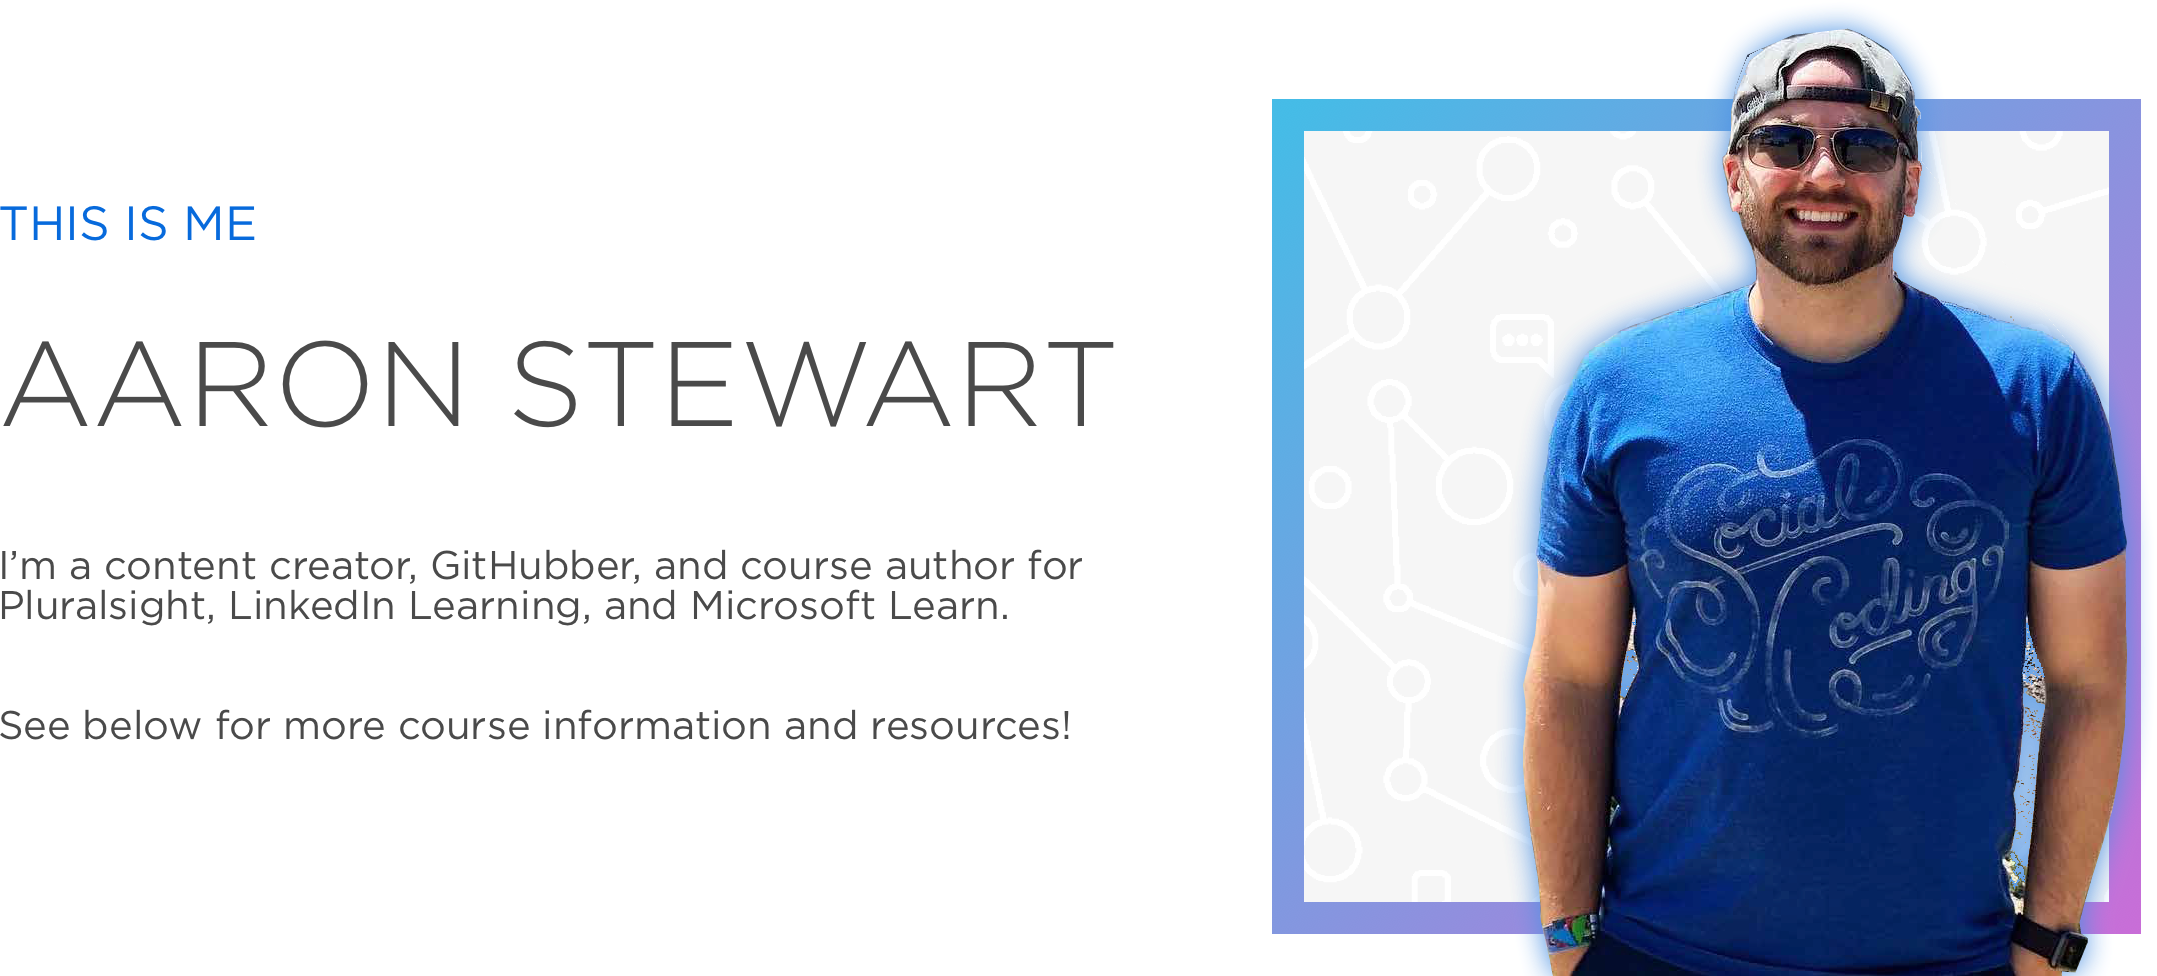 THIS IS ME
AARON STEWART
I’m a content creator, GitHubber, and course author for
Pluralsight, LinkedIn Learning, and Microsoft Learn.
See below for more course information and resources!
Social
Coding